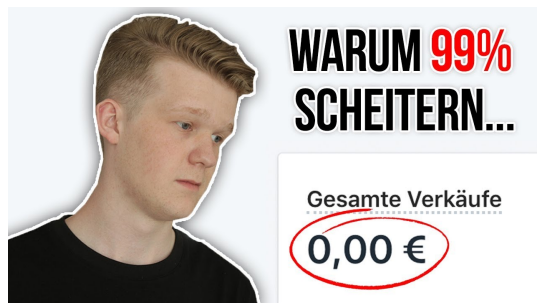 WARUM 99%
SCHEITERN...
Gesamte Verkäufe
0,00 €